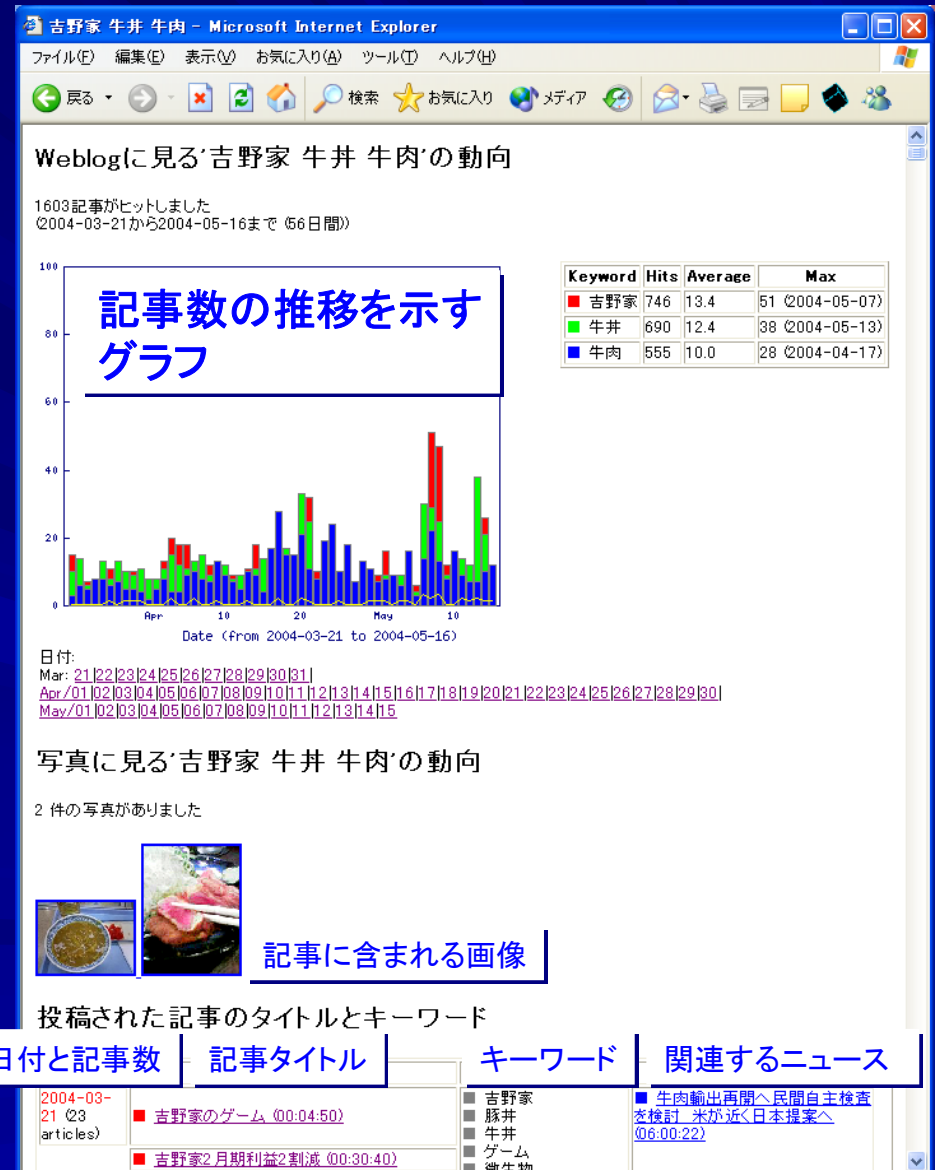 吉野家 牛丼 牛肉 - Microsoft Internet Explorer
ファイル(F) 編集(E) 表示(V) お気に入り(A) ツール(T) ヘルプ(H)
戻る 検索 お気に入り メディア
Weblogに見る'吉野家 牛丼 牛肉'の動向
1603記事がヒットしました
(2004-03-21から2004-05-16まで (56日間))
記事数の推移を示す
グラフ
100
80
60
40
20
0
Apr 10 20 May 10
Date (from 2004-03-21 to 2004-05-16)
Keyword Hits Average Max
吉野家 746 13.4 51 (2004-05-07)
牛丼 690 12.4 38 (2004-05-13)
牛肉 555 10.0 28 (2004-04-17)
日付:
Mar: 21|22|23|24|25|26|27|28|29|30|31|
Apr/01|02|03|04|05|06|07|08|09|10|11|12|13|14|15|16|17|18|19|20|21|22|23|24|25|26|27|28|29|30|
May/01|02|03|04|05|06|07|08|09|10|11|12|13|14|15
写真に見る'吉野家 牛丼 牛肉'の動向
2 件の写真がありました
記事に含まれる画像
投稿された記事のタイトルとキーワード
日付と記事数 記事タイトル キーワード 関連するニュース
2004-03-
21 (23
articles)
吉野家のゲーム (00:04:50)
吉野家2月期利益2割減 (00:30:40)
吉野家
豚丼
牛丼
ゲーム
微生物
牛肉輸出再開へ民間自主検査
を検討 米が近く日本提案へ
(06:00:22)